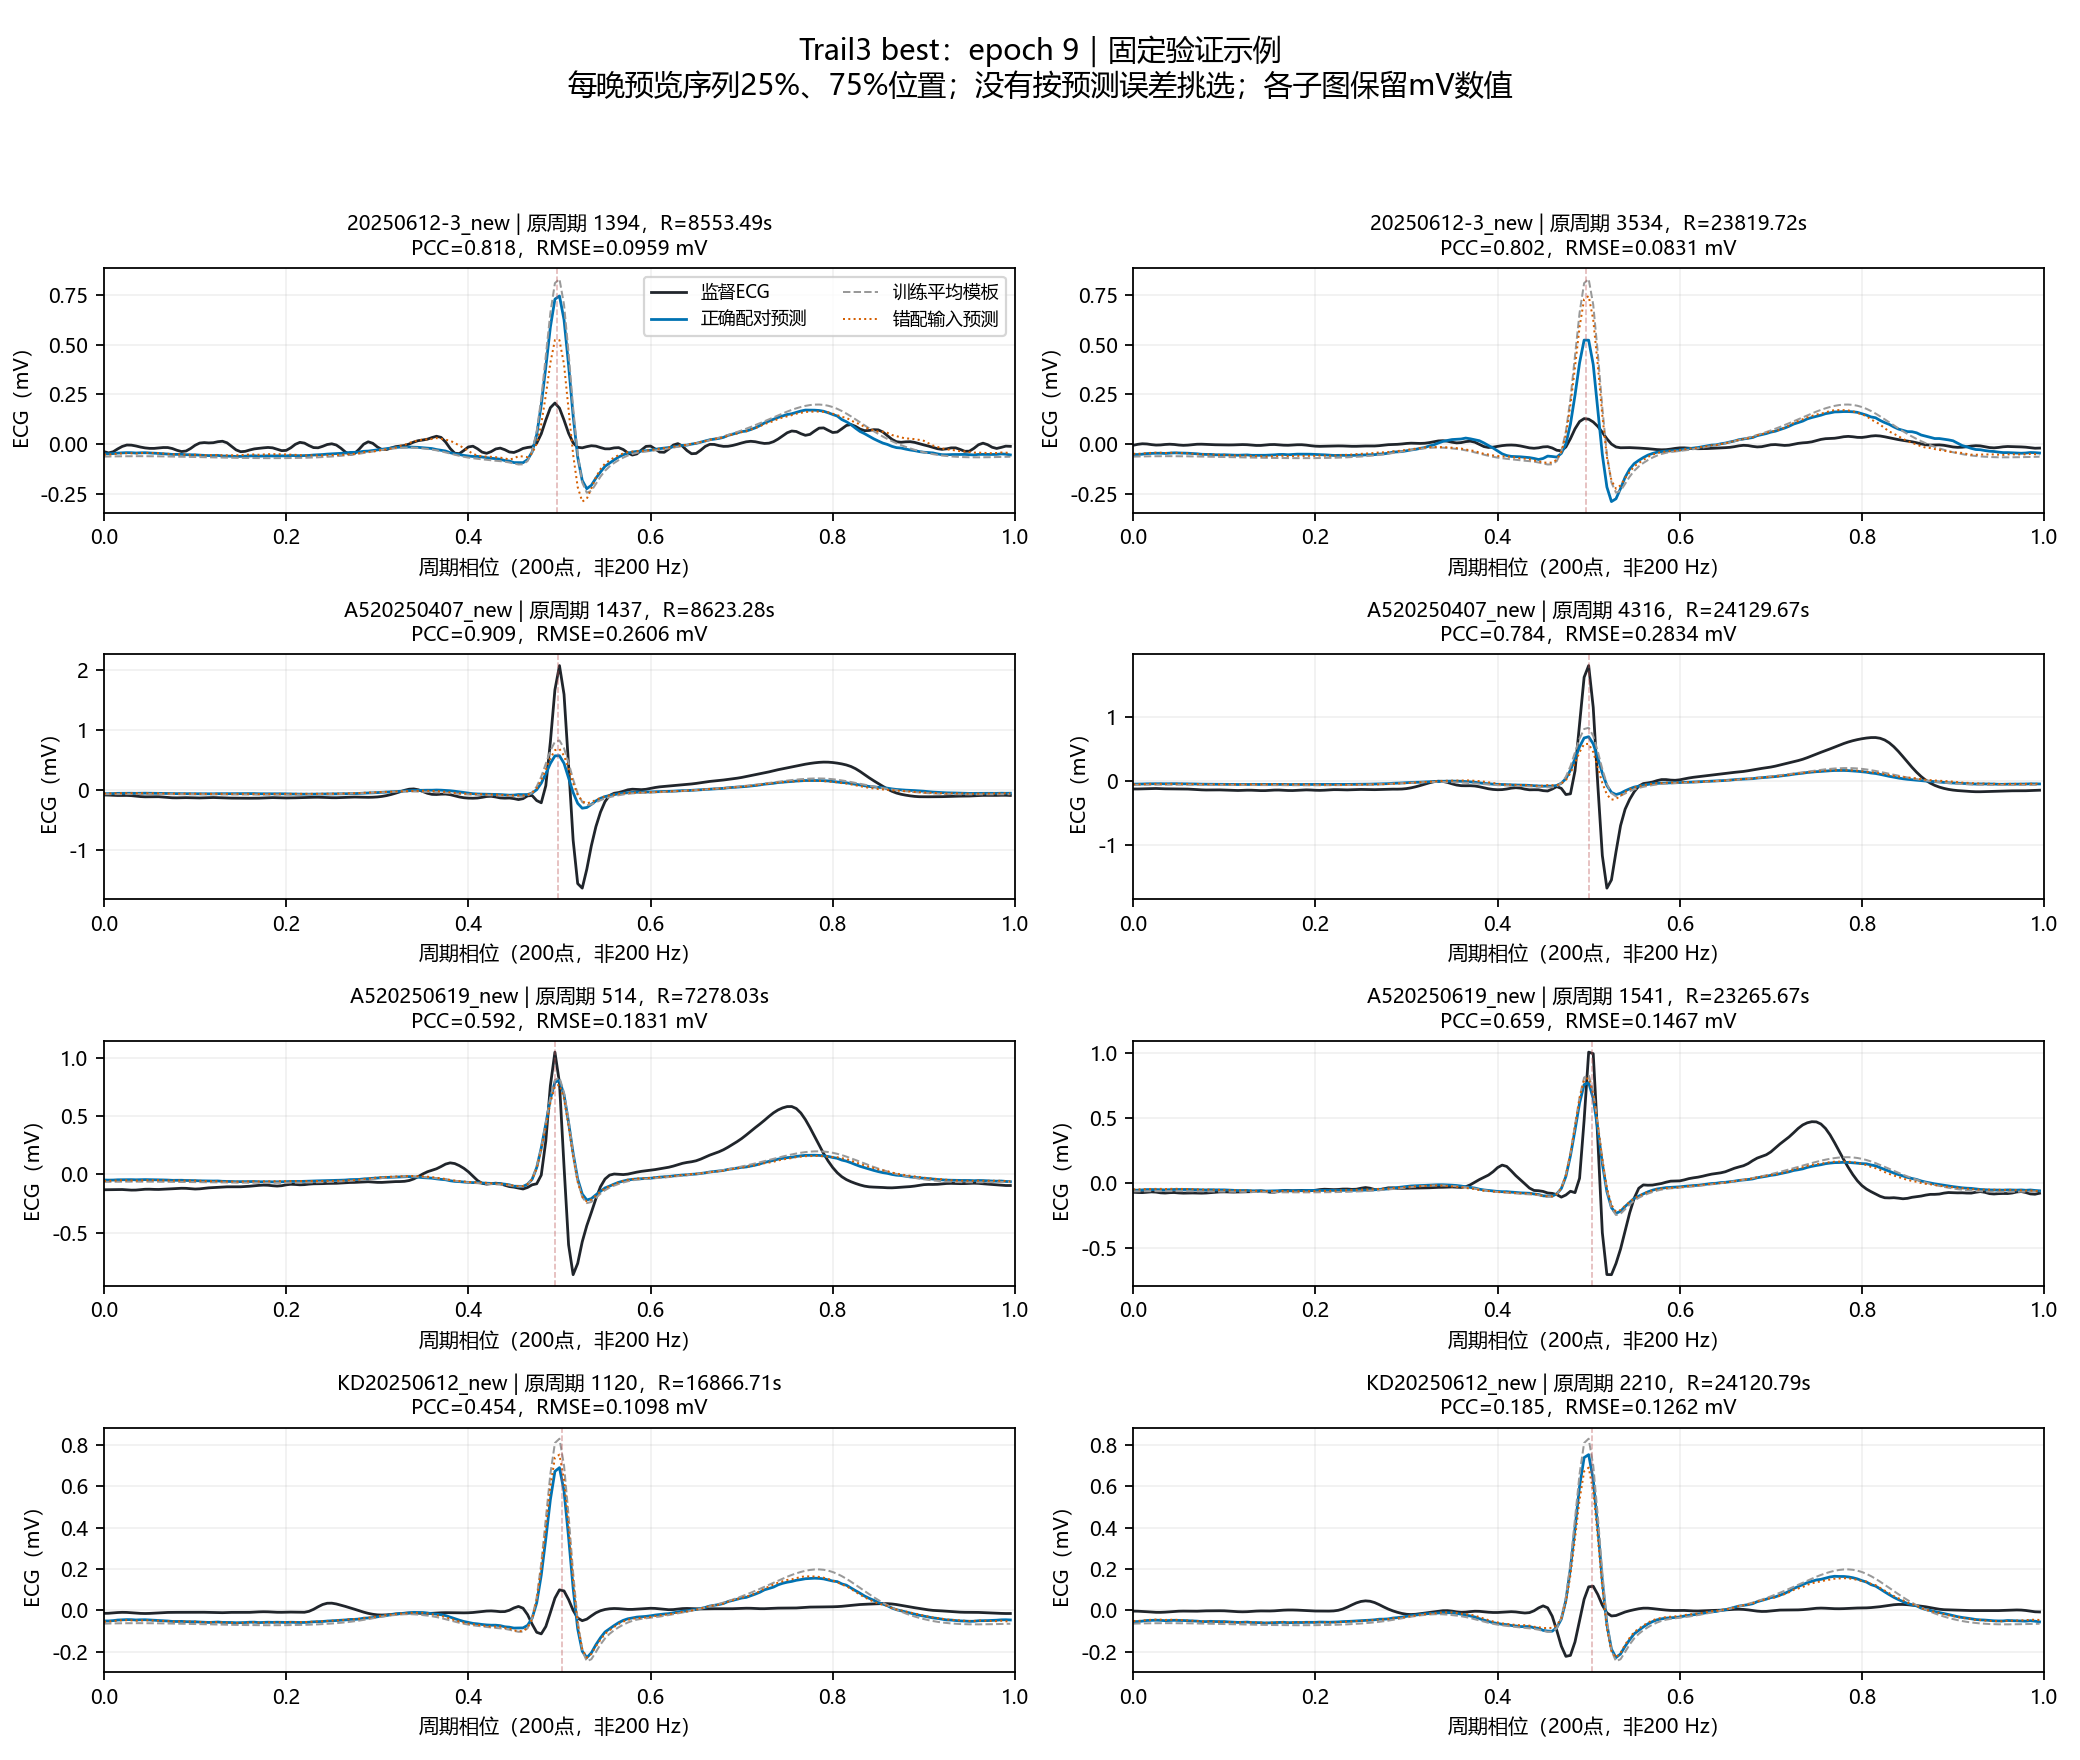 Trail3 best：epoch 9 | 固定验证示例
每晚预览序列25%、75%位置；没有按预测误差挑选；各子图保留mV数值
20250612-3_new | 原周期 1394，R=8553.49s
PCC=0.818，RMSE=0.0959 mV
监督ECG
正确配对预测
训练平均模板
错配输入预测
ECG（mV）
0.75
0.50
0.25
0.00
-0.25
0.0 0.2 0.4 0.6 0.8 1.0
周期相位（200点，非200 Hz）
20250612-3_new | 原周期 3534，R=23819.72s
PCC=0.802，RMSE=0.0831 mV
ECG（mV）
0.75
0.50
0.25
0.00
-0.25
0.0 0.2 0.4 0.6 0.8 1.0
周期相位（200点，非200 Hz）
A520250407_new | 原周期 1437，R=8623.28s
PCC=0.909，RMSE=0.2606 mV
ECG（mV）
2
1
0
-1
0.0 0.2 0.4 0.6 0.8 1.0
周期相位（200点，非200 Hz）
A520250407_new | 原周期 4316，R=24129.67s
PCC=0.784，RMSE=0.2834 mV
ECG（mV）
1
0
-1
0.0 0.2 0.4 0.6 0.8 1.0
周期相位（200点，非200 Hz）
A520250619_new | 原周期 514，R=7278.03s
PCC=0.592，RMSE=0.1831 mV
ECG（mV）
1.0
0.5
0.0
-0.5
0.0 0.2 0.4 0.6 0.8 1.0
周期相位（200点，非200 Hz）
A520250619_new | 原周期 1541，R=23265.67s
PCC=0.659，RMSE=0.1467 mV
ECG（mV）
1.0
0.5
0.0
-0.5
0.0 0.2 0.4 0.6 0.8 1.0
周期相位（200点，非200 Hz）
KD20250612_new | 原周期 1120，R=16866.71s
PCC=0.454，RMSE=0.1098 mV
ECG（mV）
0.8
0.6
0.4
0.2
0.0
-0.2
0.0 0.2 0.4 0.6 0.8 1.0
周期相位（200点，非200 Hz）
KD20250612_new | 原周期 2210，R=24120.79s
PCC=0.185，RMSE=0.1262 mV
ECG（mV）
0.8
0.6
0.4
0.2
0.0
-0.2
0.0 0.2 0.4 0.6 0.8 1.0
周期相位（200点，非200 Hz）